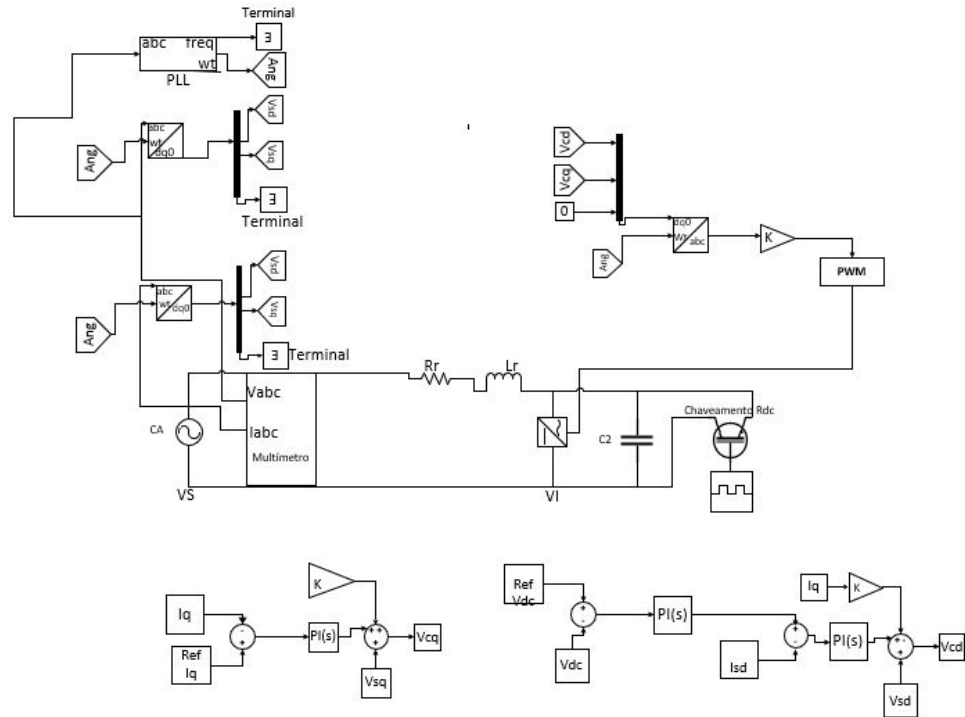 Terminal
abc freq
wt
PLL
Ang
abc
wt
dq0
Ang
Vsd
Vsq
Terminal
abc
wt
dq0
Ang
Vsd
Vsq
Terminal
Vcd
Vcq
0
Ang
dq0
Wt
abc
K
PWM
CA
VS
Vabc
Iabc
Multímetro
Rr
Lr
VI
C2
Chaveamento Rdc
K
Iq
Ref
Iq
PI(s)
Vsq
Vcq
Ref
Vdc
Vdc
PI(s)
Isd
Iq
K
PI(s)
Vsd
Vcd